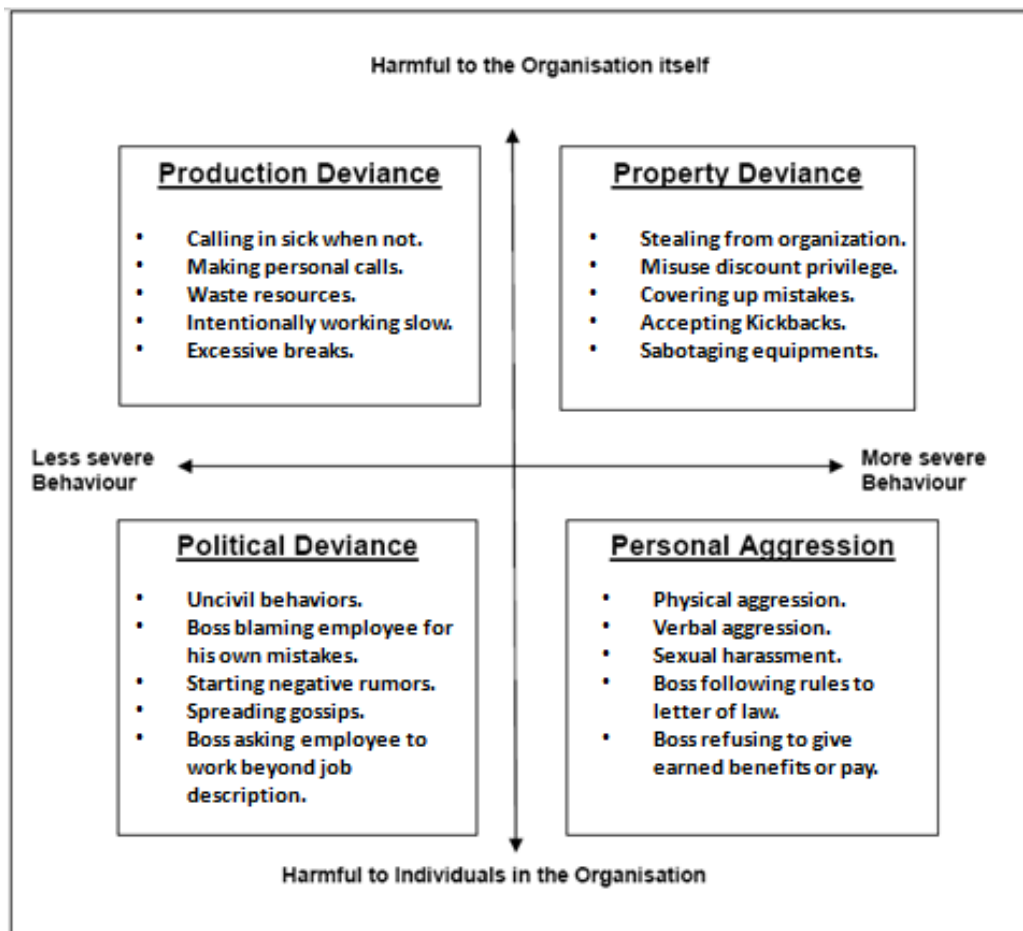 Harmful to the Organisation itself
Production Deviance
• Calling in sick when not.
• Making personal calls.
• Waste resources.
• Intentionally working slow.
• Excessive breaks.
Property Deviance
• Stealing from organization.
• Misuse discount privilege.
• Covering up mistakes.
• Accepting Kickbacks.
• Sabotaging equipments.
Less severe
Behaviour
More severe
Behaviour
Political Deviance
• Uncivil behaviors.
• Boss blaming employee for
his own mistakes.
• Starting negative rumors.
• Spreading gossips.
• Boss asking employee to
work beyond job
description.
Personal Aggression
• Physical aggression.
• Verbal aggression.
• Sexual harassment.
• Boss following rules to
letter of law.
• Boss refusing to give
earned benefits or pay.
Harmful to Individuals in the Organisation